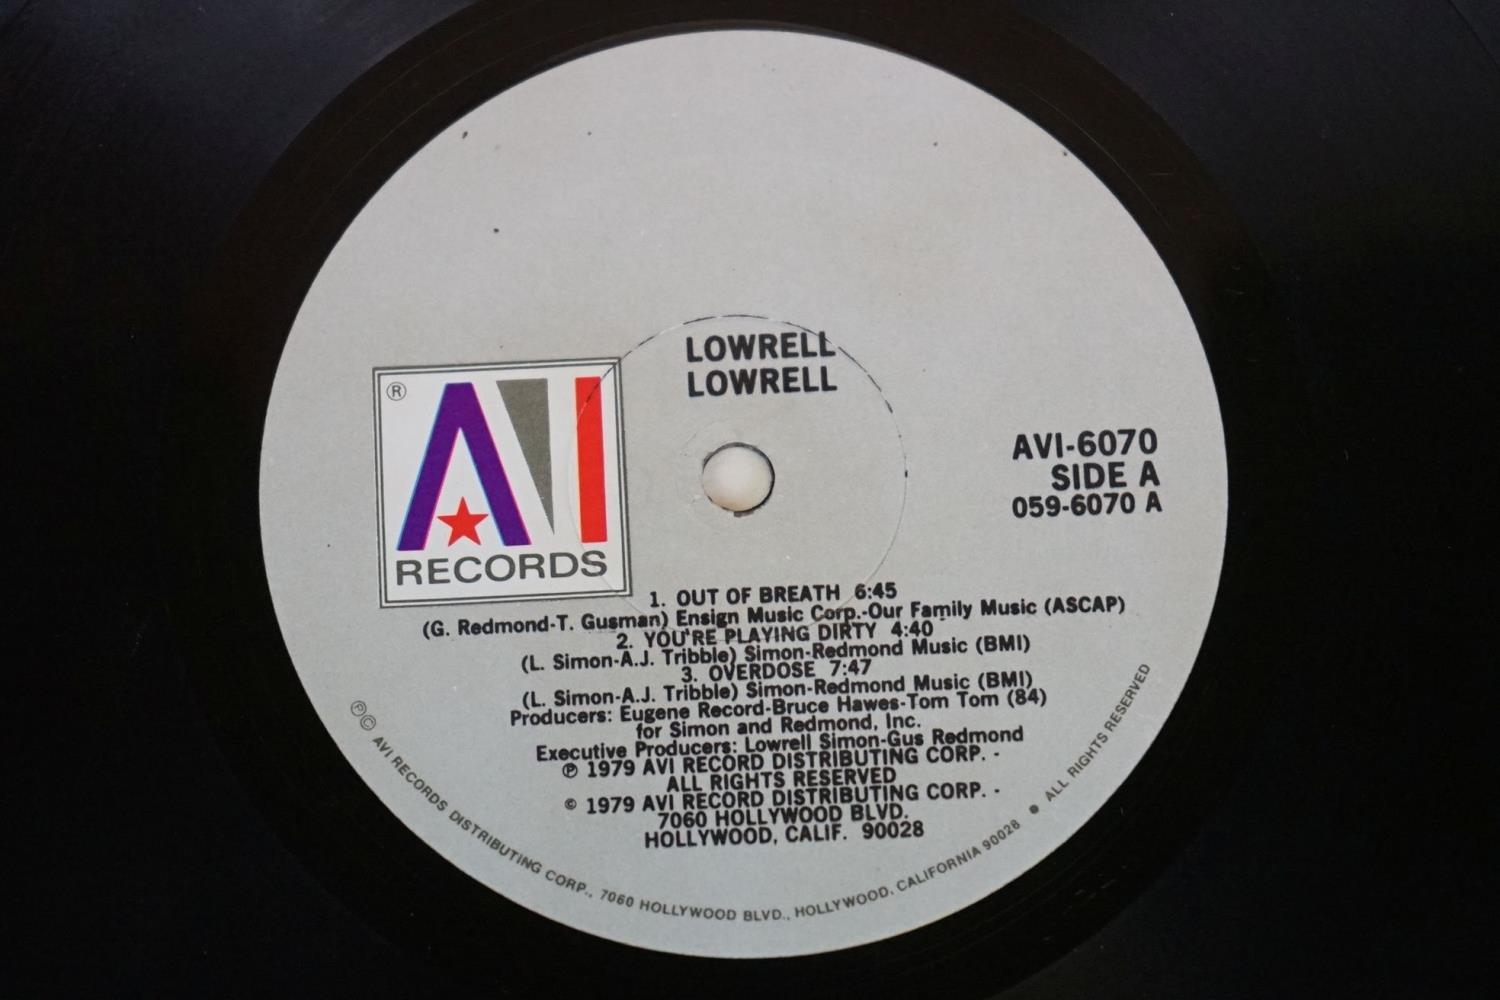 LOWRELL
LOWRELL
® AVI
RECORDS
AVI-6070
SIDE A
059-6070 A
1. OUT OF BREATH 6:45
(G. Redmond-T. Gusman) Ensign Music Corp.-Our Family Music (ASCAP)
2. YOU'RE PLAYING DIRTY 4:40
(L. Simon-A.J. Tribble) Simon-Redmond Music (BMI)
3. OVERDOSE 7:47
(L. Simon-A.J. Tribble) Simon-Redmond Music (BMI)
Producers: Eugene Record-Bruce Hawes-Tom Tom (84)
for Simon and Redmond, Inc.
Executive Producers: Lowrell Simon-Gus Redmond
℗ 1979 AVI RECORD DISTRIBUTING CORP. -
ALL RIGHTS RESERVED
© 1979 AVI RECORD DISTRIBUTING CORP. -
7060 HOLLYWOOD BLVD.
HOLLYWOOD, CALIF. 90028
℗© AVI RECORDS DISTRIBUTING CORP., 7060 HOLLYWOOD BLVD., HOLLYWOOD, CALIFORNIA 90028 ● ALL RIGHTS RESERVED